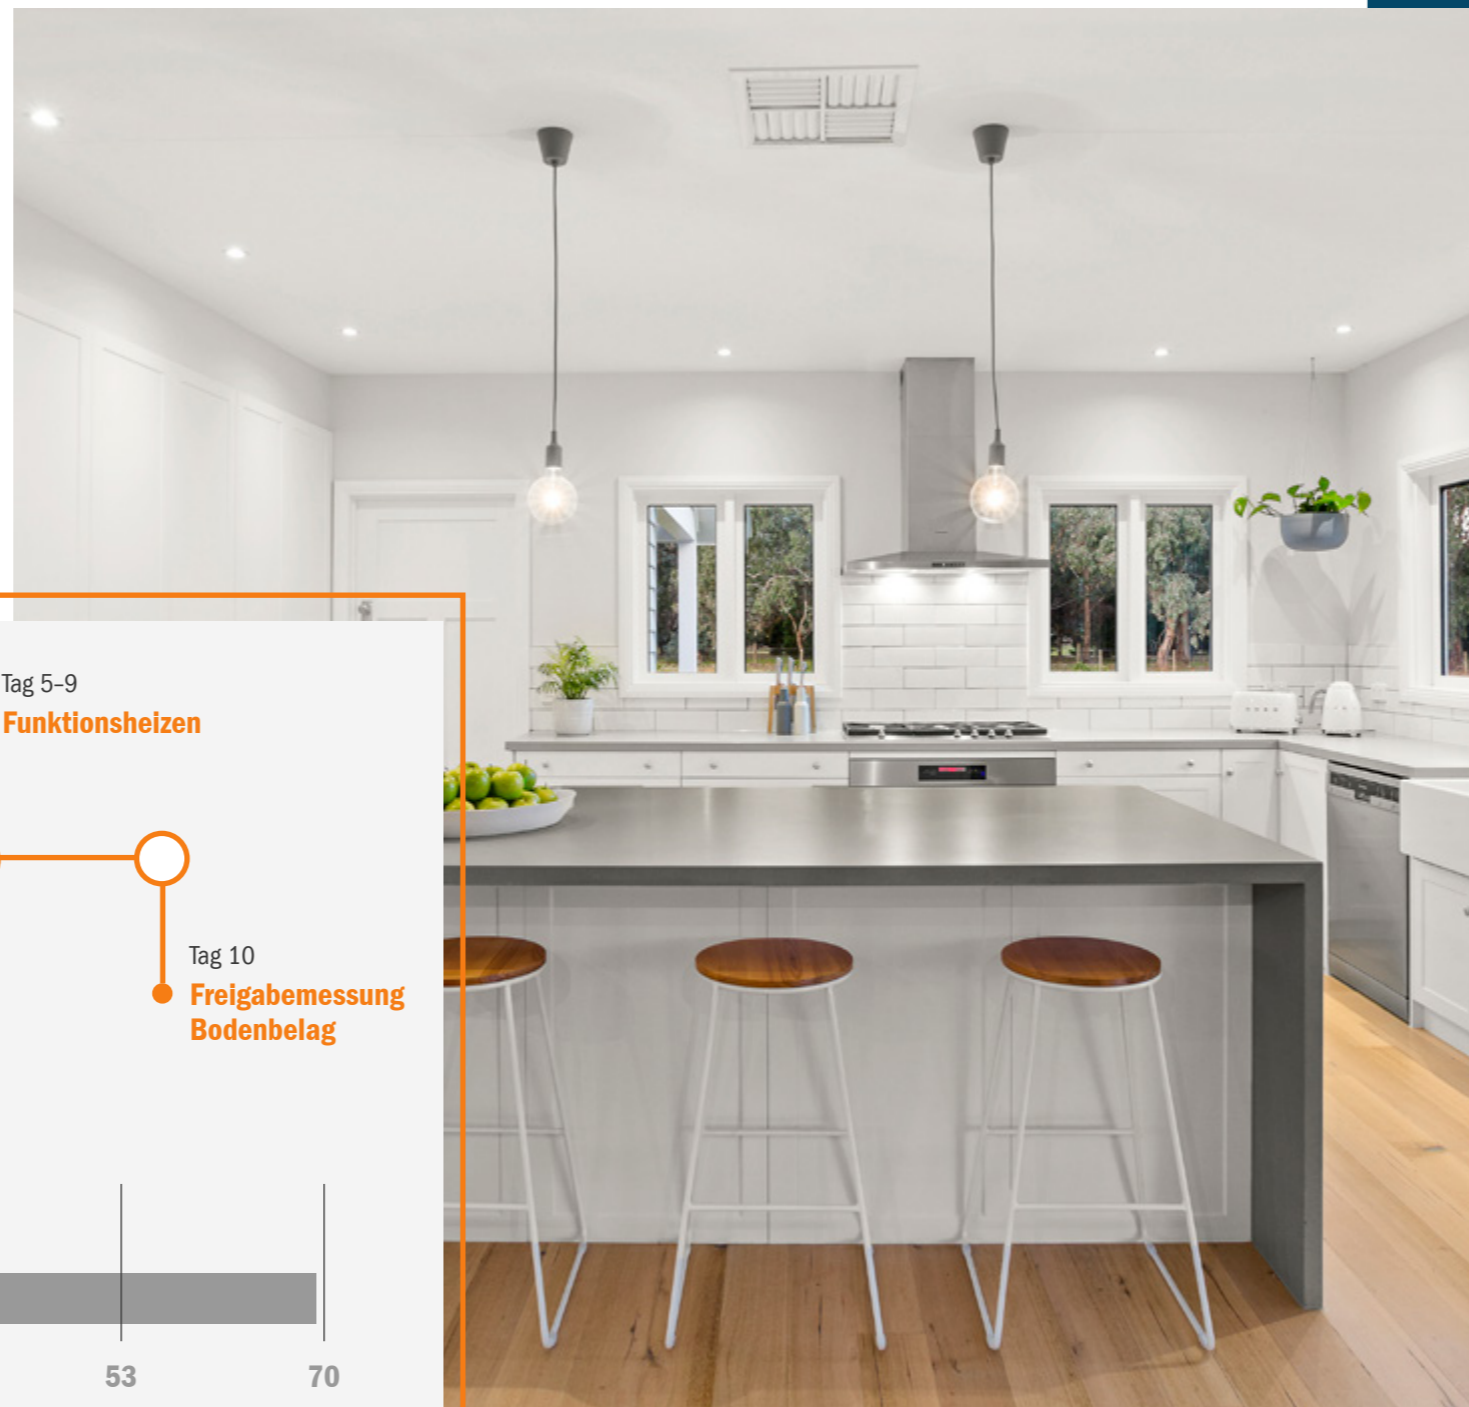 Tag 5–9
Funktionsheizen
Tag 10
Freigabemessung
Bodenbelag
53
70